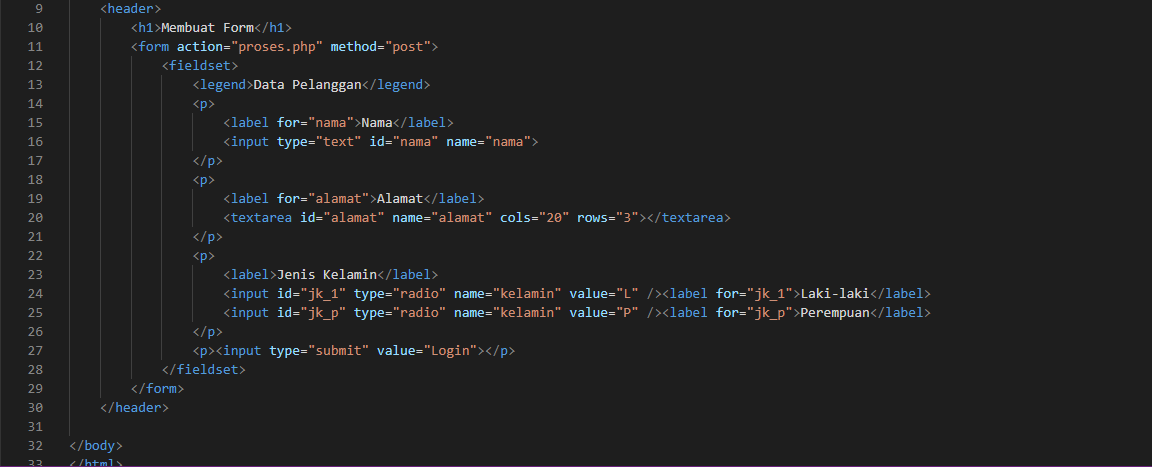 9 <header>
10 <h1>Membuat Form</h1>
11 <form action="proses.php" method="post">
12 <fieldset>
13 <legend>Data Pelanggan</legend>
14 <p>
15 <label for="nama">Nama</label>
16 <input type="text" id="nama" name="nama">
17 </p>
18 <p>
19 <label for="alamat">Alamat</label>
20 <textarea id="alamat" name="alamat" cols="20" rows="3"></textarea>
21 </p>
22 <p>
23 <label>Jenis Kelamin</label>
24 <input id="jk_1" type="radio" name="kelamin" value="L" /><label for="jk_1">Laki-laki</label>
25 <input id="jk_p" type="radio" name="kelamin" value="P" /><label for="jk_p">Perempuan</label>
26 </p>
27 <p><input type="submit" value="Login"></p>
28 </fieldset>
29 </form>
30 </header>
31
32 </body>
33 </html>